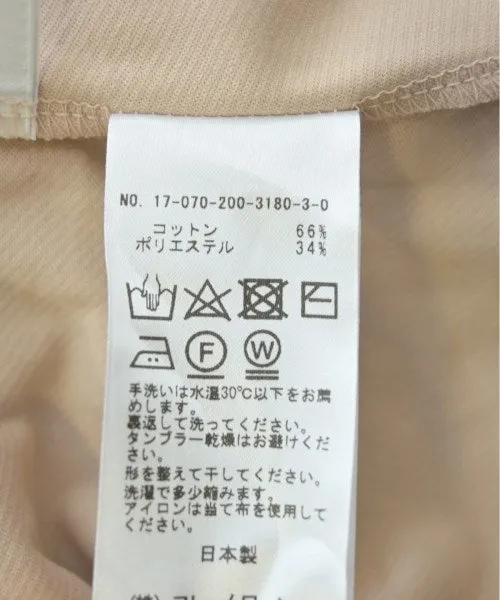 NO. 17-070-200-3180-3-0
コットン 66%
ポリエステル 34%
F W
手洗いは水温30℃以下をお薦
めします。
裏返して洗ってください。
タンブラー乾燥はお避けくだ
さい。
形を整えて干してください。
洗濯で多少縮みます。
アイロンは当て布を使用して
ください。
日本製